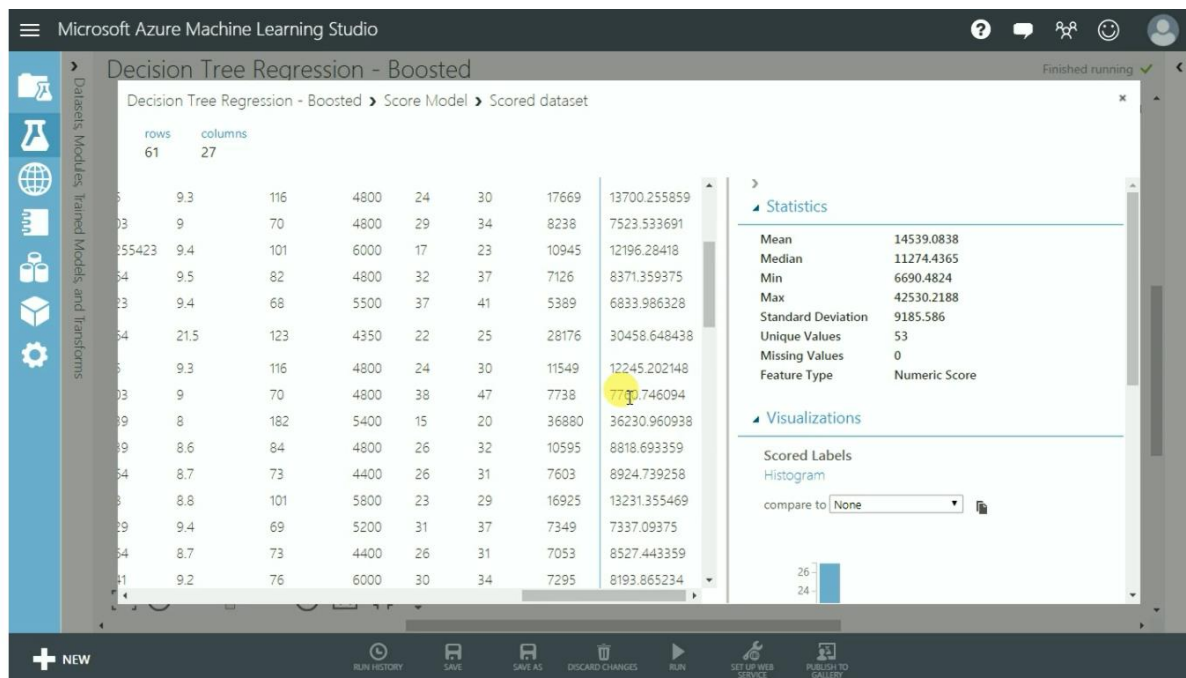 Microsoft Azure Machine Learning Studio
Decision Tree Regression - Boosted
Finished running
Datasets, Modules, Trained Models, and Transforms
Decision Tree Regression - Boosted > Score Model > Scored dataset
rows columns
61 27
9.3 116 4800 24 30 17669 13700.255859
03 9 70 4800 29 34 8238 7523.533691
255423 9.4 101 6000 17 23 10945 12196.28418
54 9.5 82 4800 32 37 7126 8371.359375
23 9.4 68 5500 37 41 5389 6833.986328
54 21.5 123 4350 22 25 28176 30458.648438
9.3 116 4800 24 30 11549 12245.202148
03 9 70 4800 38 47 7738 7760.746094
39 8 182 5400 15 20 36880 36230.960938
39 8.6 84 4800 26 32 10595 8818.693359
54 8.7 73 4400 26 31 7603 8924.739258
8.8 101 5800 23 29 16925 13231.355469
29 9.4 69 5200 31 37 7349 7337.09375
54 8.7 73 4400 26 31 7053 8527.443359
41 9.2 76 6000 30 34 7295 8193.865234
Statistics
Mean 14539.0838
Median 11274.4365
Min 6690.4824
Max 42530.2188
Standard Deviation 9185.586
Unique Values 53
Missing Values 0
Feature Type Numeric Score
Visualizations
Scored Labels
Histogram
compare to None
26
24
NEW
RUN HISTORY
SAVE
SAVE AS
DISCARD CHANGES
RUN
SET UP WEB SERVICE
PUBLISH TO GALLERY